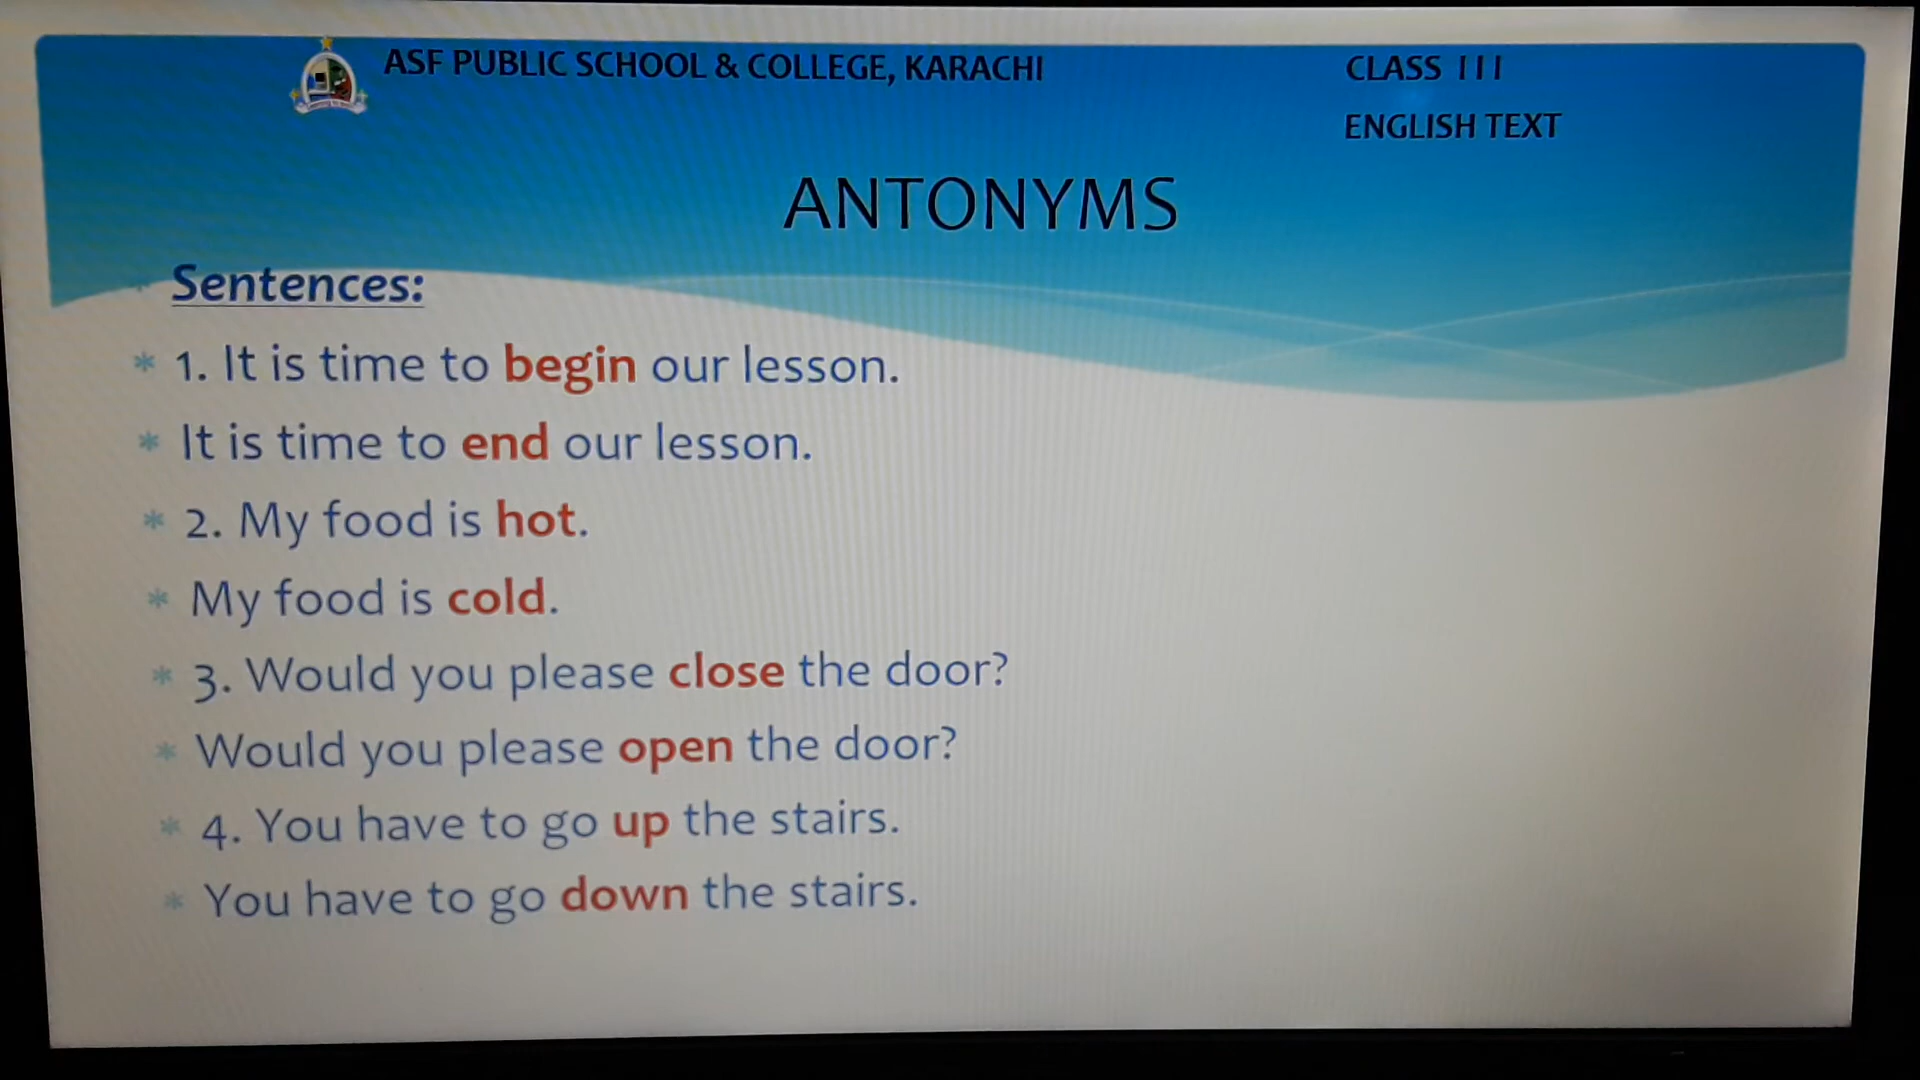 ASF PUBLIC SCHOOL & COLLEGE, KARACHI
CLASS III
ENGLISH TEXT
ANTONYMS
Sentences:
* 1. It is time to begin our lesson.
* It is time to end our lesson.
* 2. My food is hot.
* My food is cold.
* 3. Would you please close the door?
* Would you please open the door?
* 4. You have to go up the stairs.
* You have to go down the stairs.